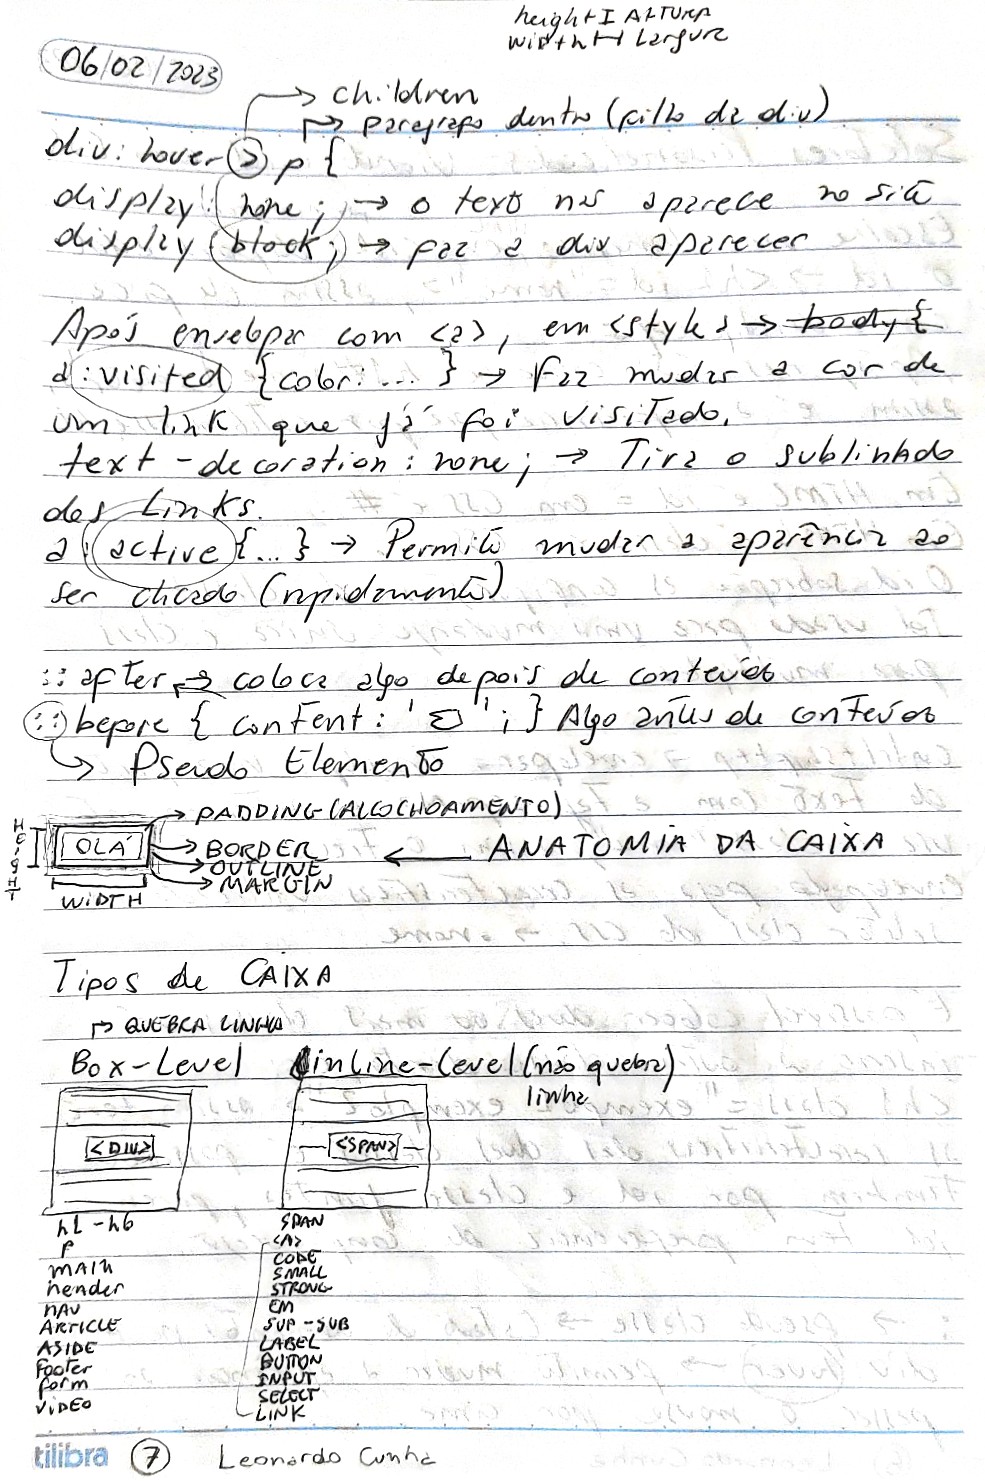 height I ALTURA
width H Largura
06/02/2023
→ children
→ paragrafo dentro (filho da div)
div: hover > p {
display: none; → o texto não aparece no site
display (block;) → Faz a div aparecer
Após envelopar com <a>, em <style> → body {
a:visited {color: ... } → Faz mudar a cor de
um link que já foi visitado.
text-decoration: none; → Tira o sublinhado
des Links.
a: active {...} → Permite mudar a aparência ao
ser clicado (rapidamente)
:: after → coloca algo depois de conteúdo
:: before { content: ' Σ '; } Algo antes de conteúdo
→ Pseudo Elemento
→ PADDING (ALCOCHOAMENTO)
HEIGHT OLÁ → BORDER ← ANATOMIA DA CAIXA
→ OUTLINE
→ MARGIN
WIDTH
Tipos de CAIXA
→ QUEBRA LINHA
Box-Level inline-Level (não quebra)
linha
<DIV> <SPAN>
h1 - h6 SPAN
P <A>
MAIN CODE
header SMALL
NAV STRONG
ARTICLE EM
ASIDE SUP-SUB
Footer LABEL
form BUTTON
VIDEO INPUT
SELECT
LINK
tilibra 7 Leonardo Cunha